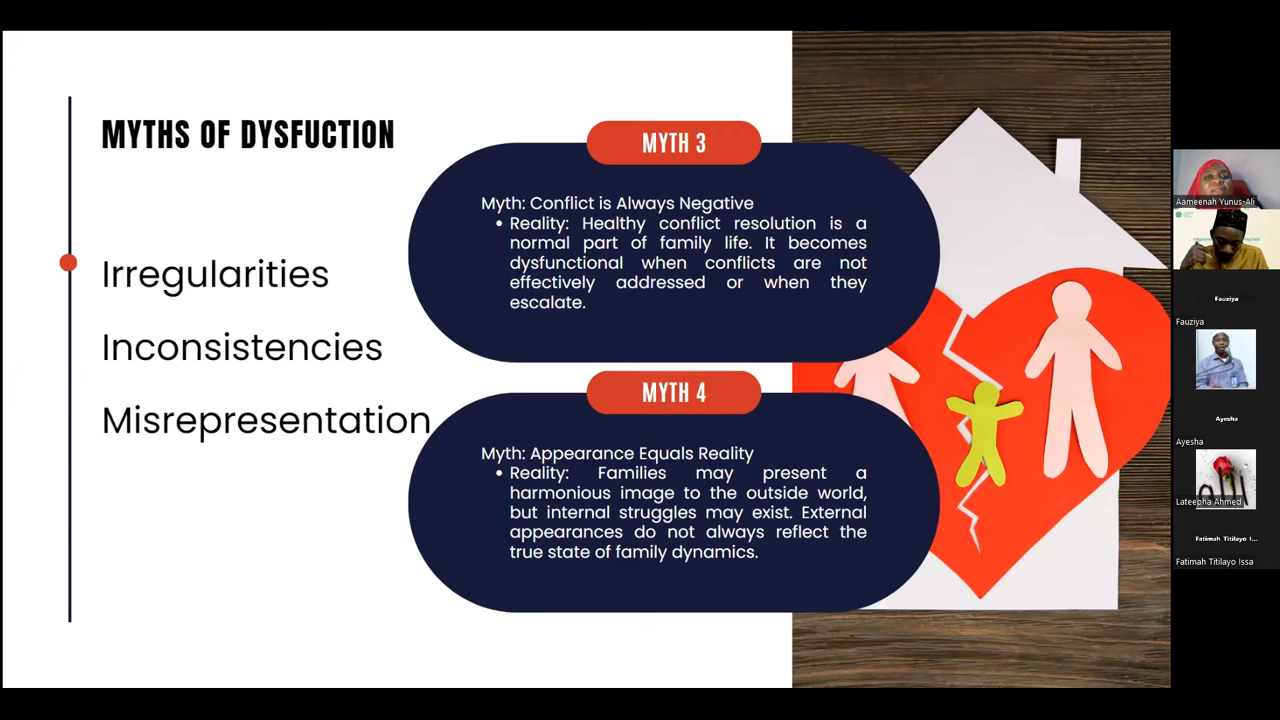 MYTHS OF DYSFUCTION
Irregularities
Inconsistencies
Misrepresentation
MYTH 3
Myth: Conflict is Always Negative
• Reality: Healthy conflict resolution is a
normal part of family life. It becomes
dysfunctional when conflicts are not
effectively addressed or when they
escalate.
MYTH 4
Myth: Appearance Equals Reality
• Reality: Families may present a
harmonious image to the outside world,
but internal struggles may exist. External
appearances do not always reflect the
true state of family dynamics.
Aameenah Yunus-Ali
Fauziya
Fauziya
Ayesha
Ayesha
Lateepha Ahmed
Fatimah Titilayo I...
Fatimah Titilayo Issa